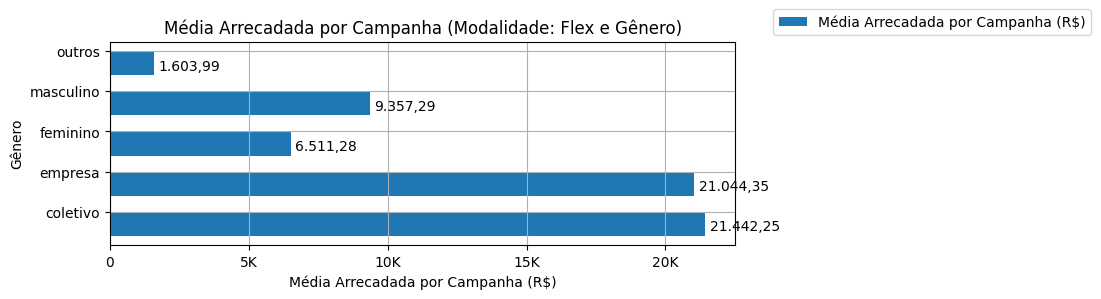 Média Arrecadada por Campanha (R$)
Média Arrecadada por Campanha (Modalidade: Flex e Gênero)
outros
1.603,99
masculino
9.357,29
feminino
6.511,28
empresa
21.044,35
coletivo
21.442,25
Gênero
0 5K 10K 15K 20K
Média Arrecadada por Campanha (R$)